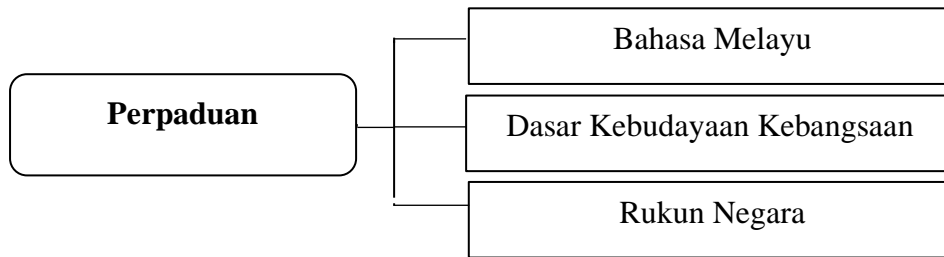 Perpaduan
Bahasa Melayu
Dasar Kebudayaan Kebangsaan
Rukun Negara